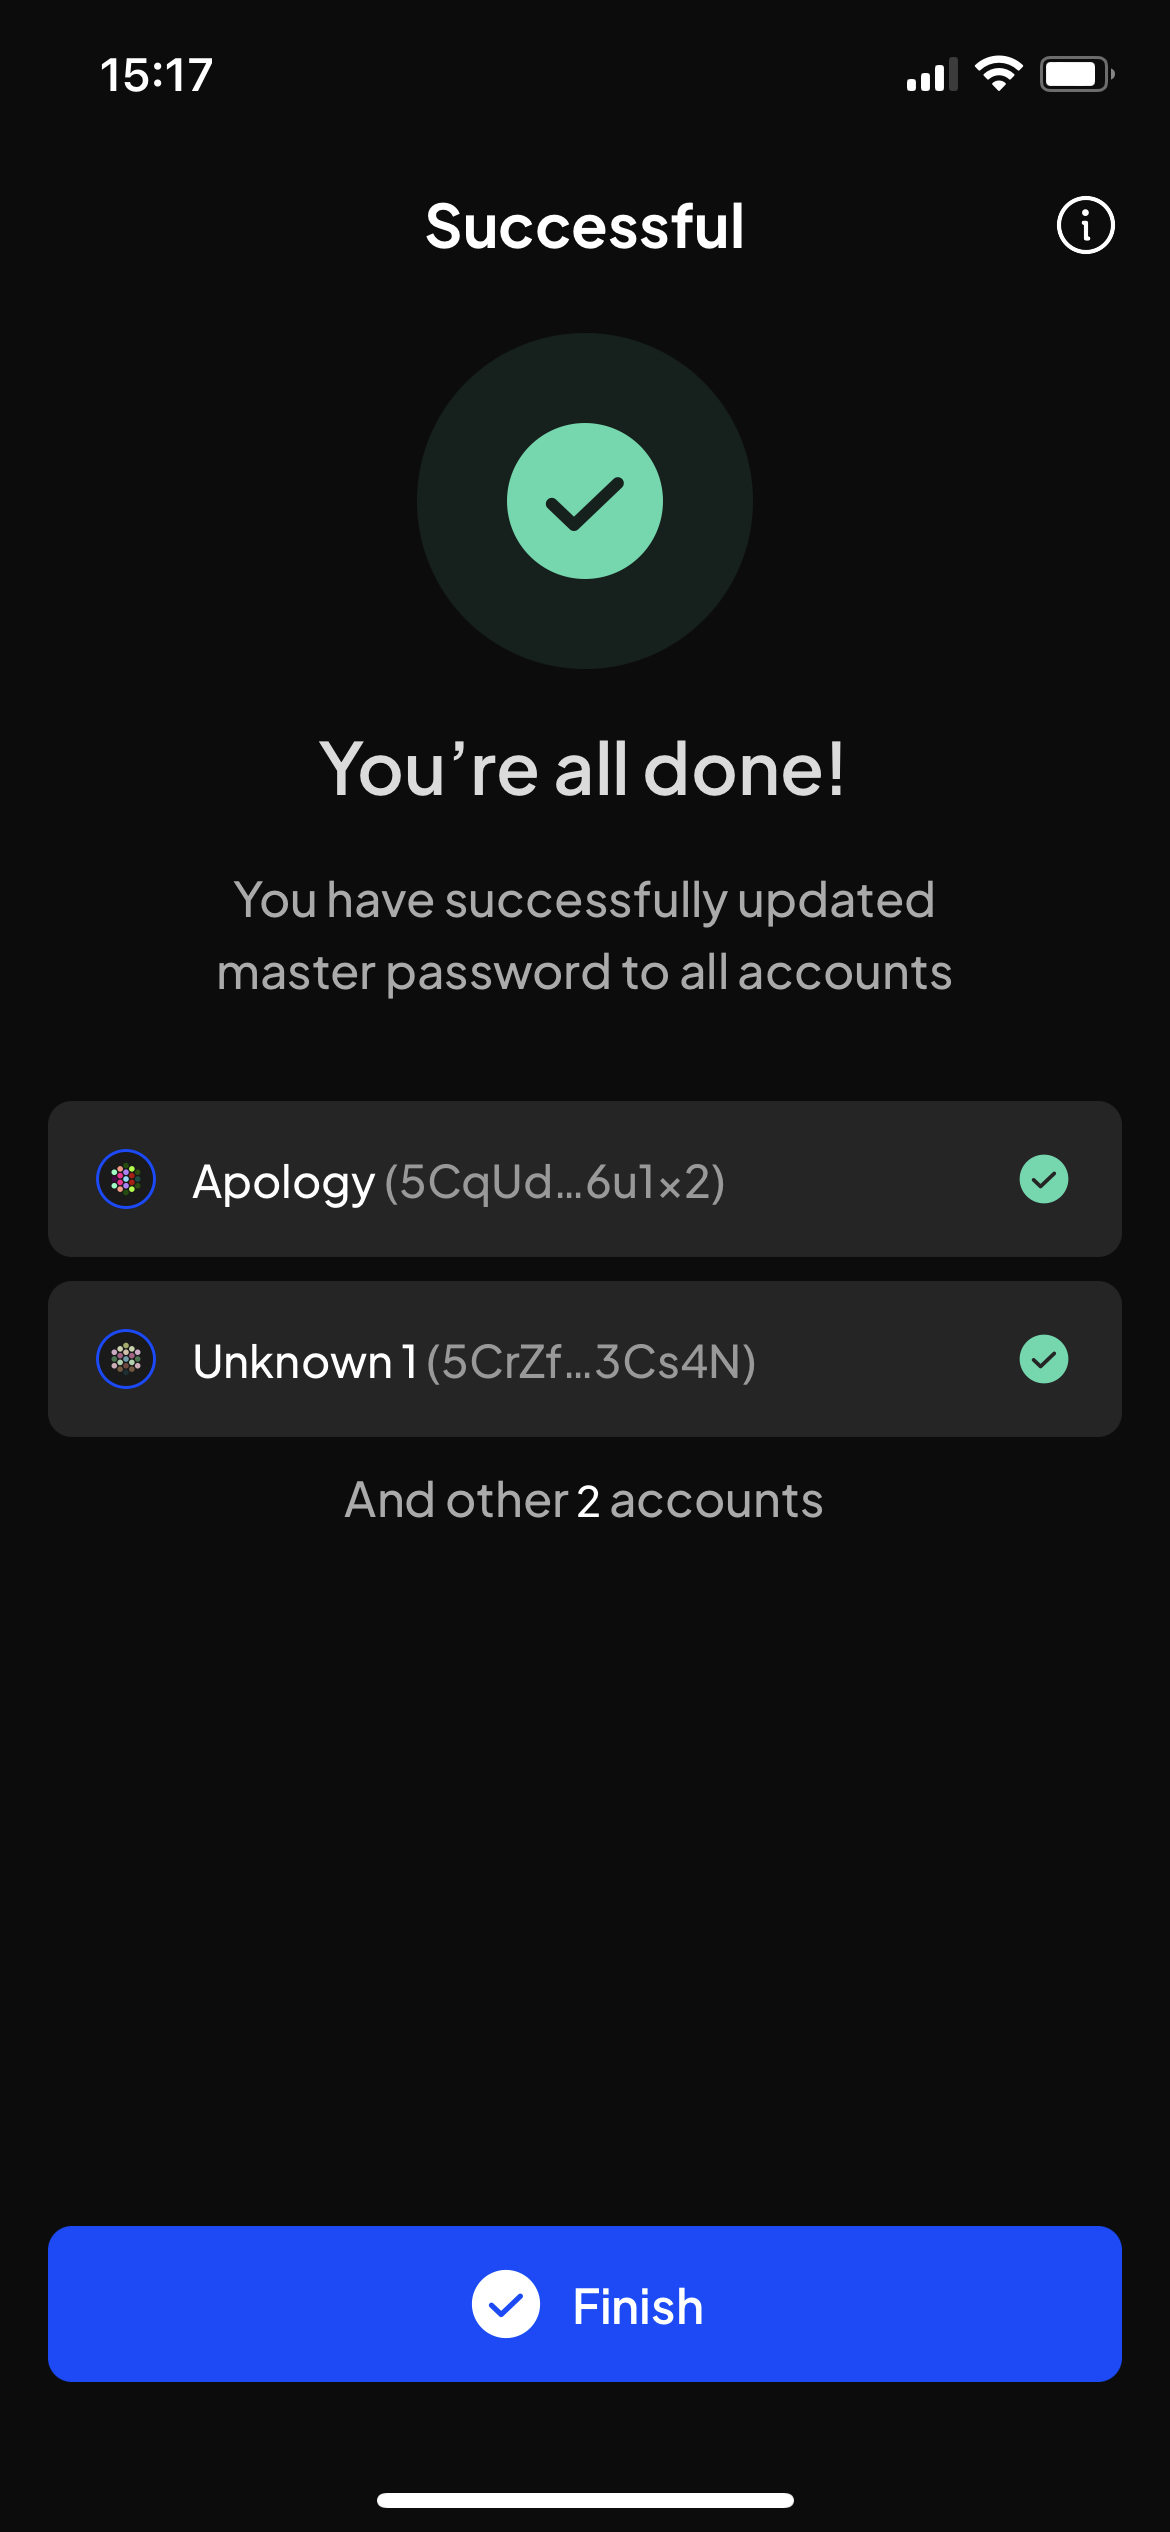 15:17
Successful
You’re all done!
You have successfully updated
master password to all accounts
Apology (5CqUd...6u1x2)
Unknown 1 (5CrZf...3Cs4N)
And other 2 accounts
Finish